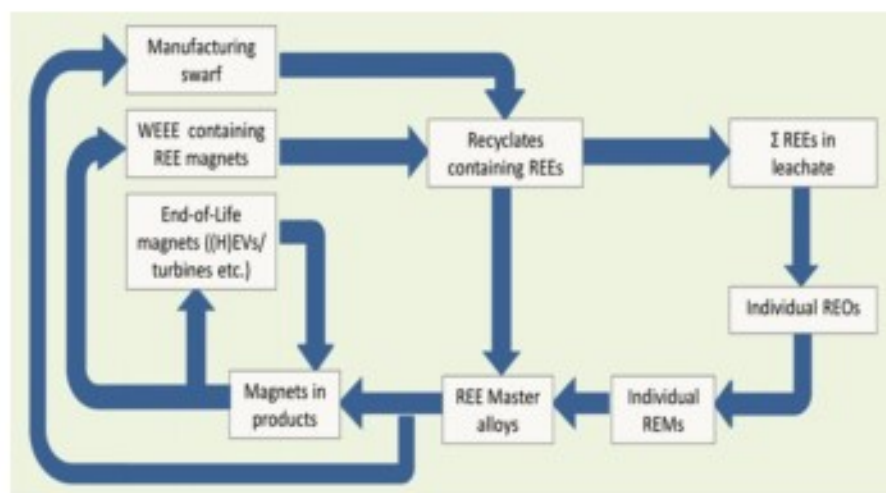 Manufacturing
swarf
WEEE containing
REE magnets
Recyclates
containing REEs
Σ REEs in
leachate
End-of-Life
magnets ((H)EVs/
turbines etc.)
Individual REOs
Magnets in
products
REE Master
alloys
Individual
REMs